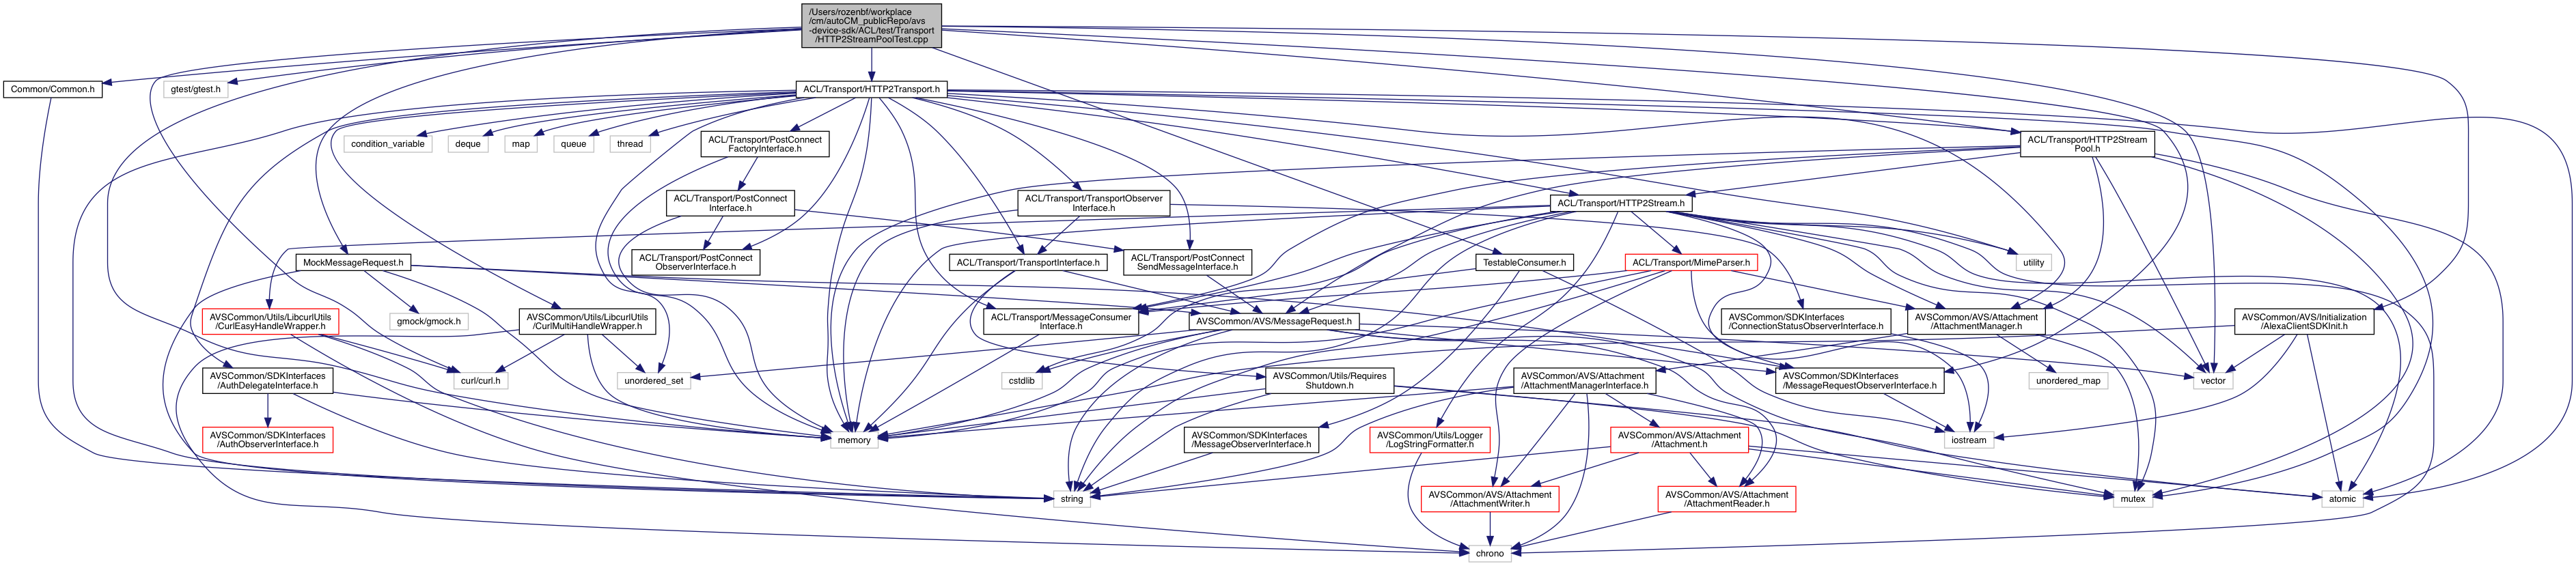 /Users/rozenbf/workplace
/cm/autoCM_publicRepo/avs
-device-sdk/ACL/test/Transport
/HTTP2StreamPoolTest.cpp
Common/Common.h
gtest/gtest.h
ACL/Transport/HTTP2Transport.h
condition_variable
deque
map
queue
thread
ACL/Transport/PostConnect
FactoryInterface.h
ACL/Transport/HTTP2Stream
Pool.h
ACL/Transport/PostConnect
Interface.h
ACL/Transport/TransportObserver
Interface.h
ACL/Transport/HTTP2Stream.h
MockMessageRequest.h
ACL/Transport/PostConnect
ObserverInterface.h
ACL/Transport/TransportInterface.h
ACL/Transport/PostConnect
SendMessageInterface.h
TestableConsumer.h
ACL/Transport/MimeParser.h
utility
AVSCommon/Utils/LibcurlUtils
/CurlEasyHandleWrapper.h
gmock/gmock.h
AVSCommon/Utils/LibcurlUtils
/CurlMultiHandleWrapper.h
ACL/Transport/MessageConsumer
Interface.h
AVSCommon/AVS/MessageRequest.h
AVSCommon/SDKInterfaces
/ConnectionStatusObserverInterface.h
AVSCommon/AVS/Attachment
/AttachmentManager.h
AVSCommon/AVS/Initialization
/AlexaClientSDKInit.h
AVSCommon/SDKInterfaces
/AuthDelegateInterface.h
curl/curl.h
unordered_set
cstdlib
AVSCommon/Utils/Requires
Shutdown.h
AVSCommon/AVS/Attachment
/AttachmentManagerInterface.h
AVSCommon/SDKInterfaces
/MessageRequestObserverInterface.h
unordered_map
vector
AVSCommon/SDKInterfaces
/AuthObserverInterface.h
memory
AVSCommon/SDKInterfaces
/MessageObserverInterface.h
AVSCommon/Utils/Logger
/LogStringFormatter.h
AVSCommon/AVS/Attachment
/Attachment.h
iostream
string
AVSCommon/AVS/Attachment
/AttachmentWriter.h
AVSCommon/AVS/Attachment
/AttachmentReader.h
mutex
atomic
chrono